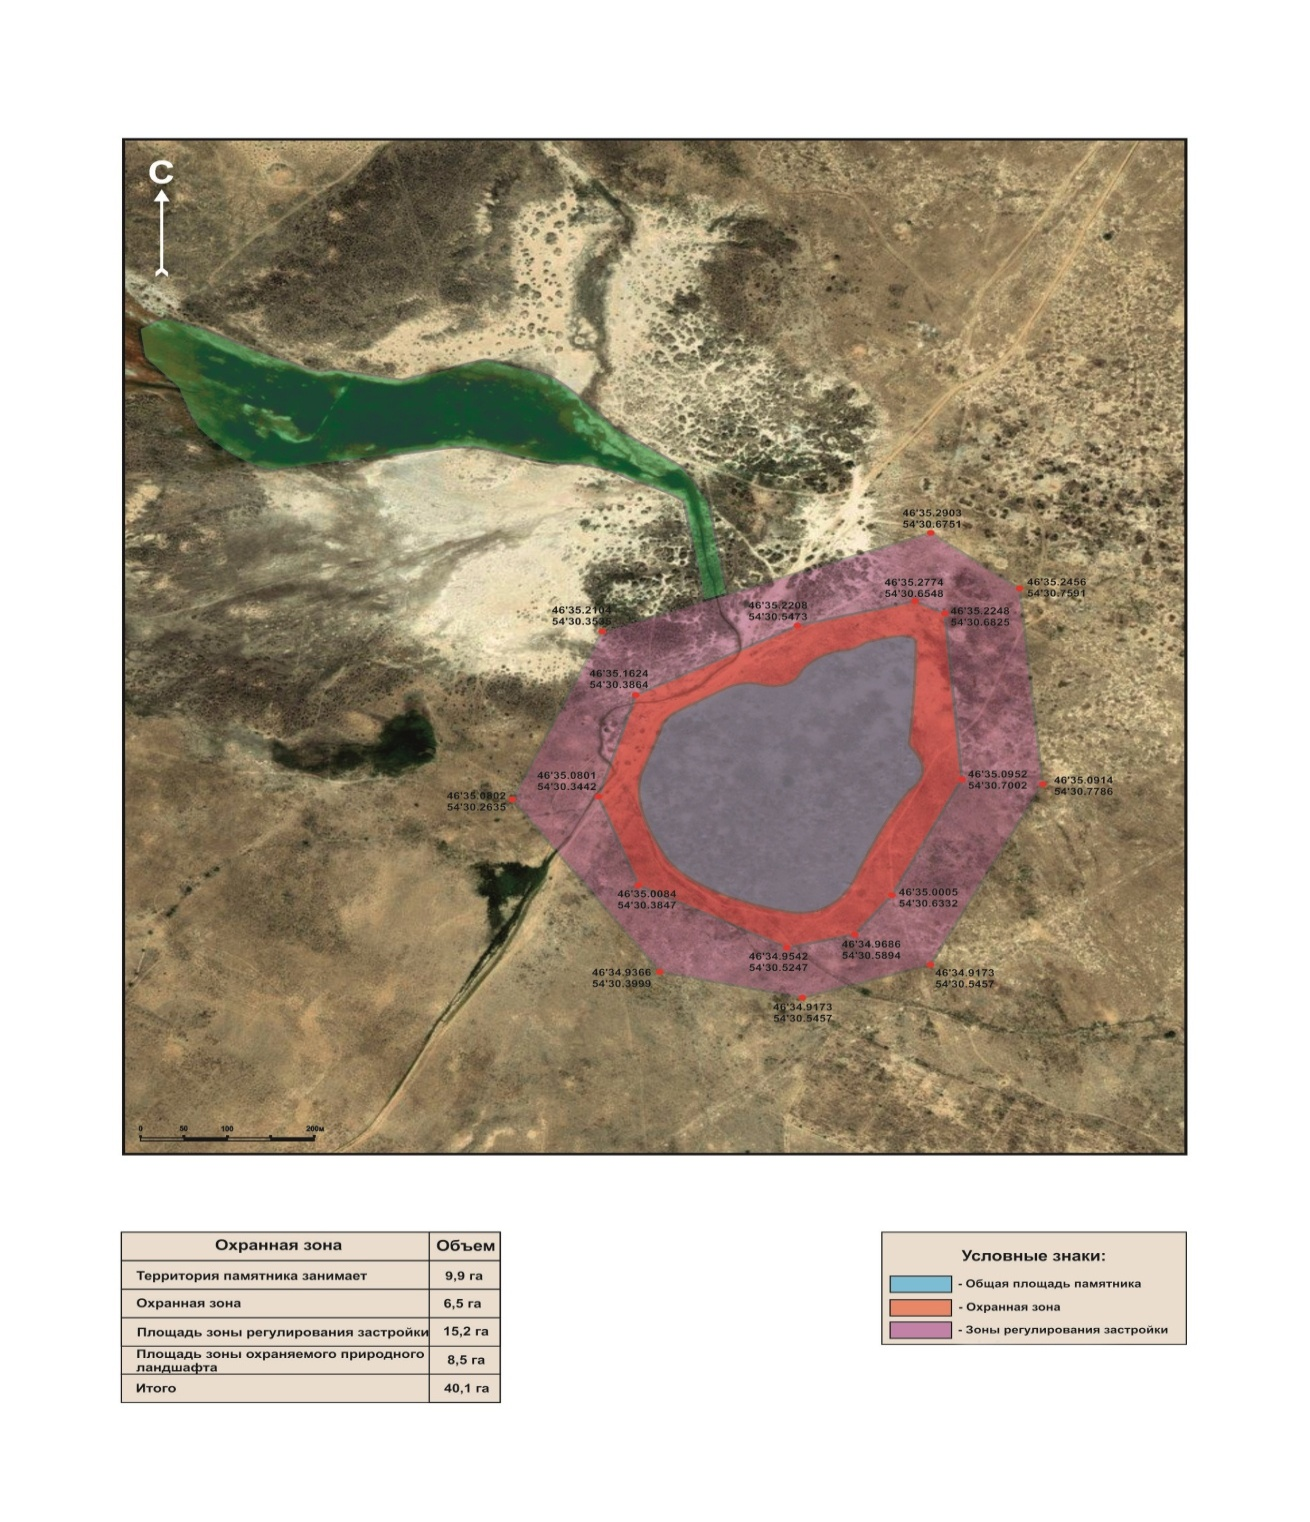 С
46'35.2903
54'30.6751
46'35.2456
54'30.7591
46'35.2774
54'30.6548
46'35.2104
46'35.2208
54'30.5473
46'35.2248
54'30.6825
46'35.1624
54'30.3864
46'35.0801
54'30.3442
46'35.0952
54'30.7002
46'35.0914
54'30.7786
46'35.0802
54'30.2635
46'35.0084
54'30.3847
46'35.0005
54'30.6332
46'34.9686
54'30.5894
46'34.9542
54'30.5247
46'34.9366
54'30.3999
46'34.9173
54'30.5457
46'34.9173
54'30.5457
0 50 100 200м
Охранная зона Объем
Территория памятника занимает 9,9 га
Охранная зона 6,5 га
Площадь зоны регулирования застройки 15,2 га
Площадь зоны охраняемого природного
ландшафта 8,5 га
Итого 40,1 га
Условные знаки:
- Общая площадь памятника
- Охранная зона
- Зоны регулирования застройки